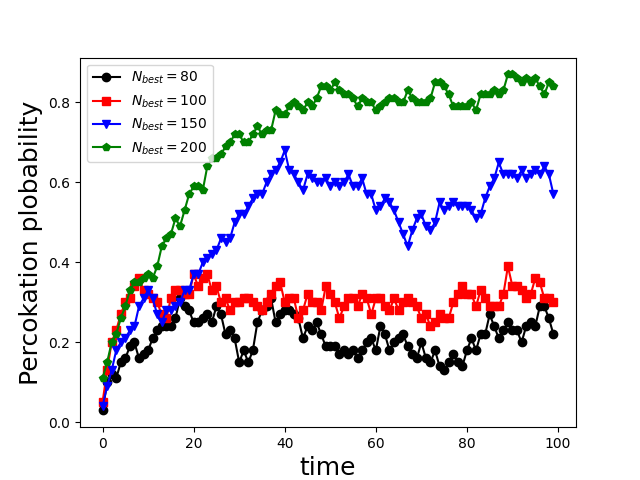 N_best = 80
N_best = 100
N_best = 150
N_best = 200
Percokation plobability
0.8
0.6
0.4
0.2
0.0
0 20 40 60 80 100
time